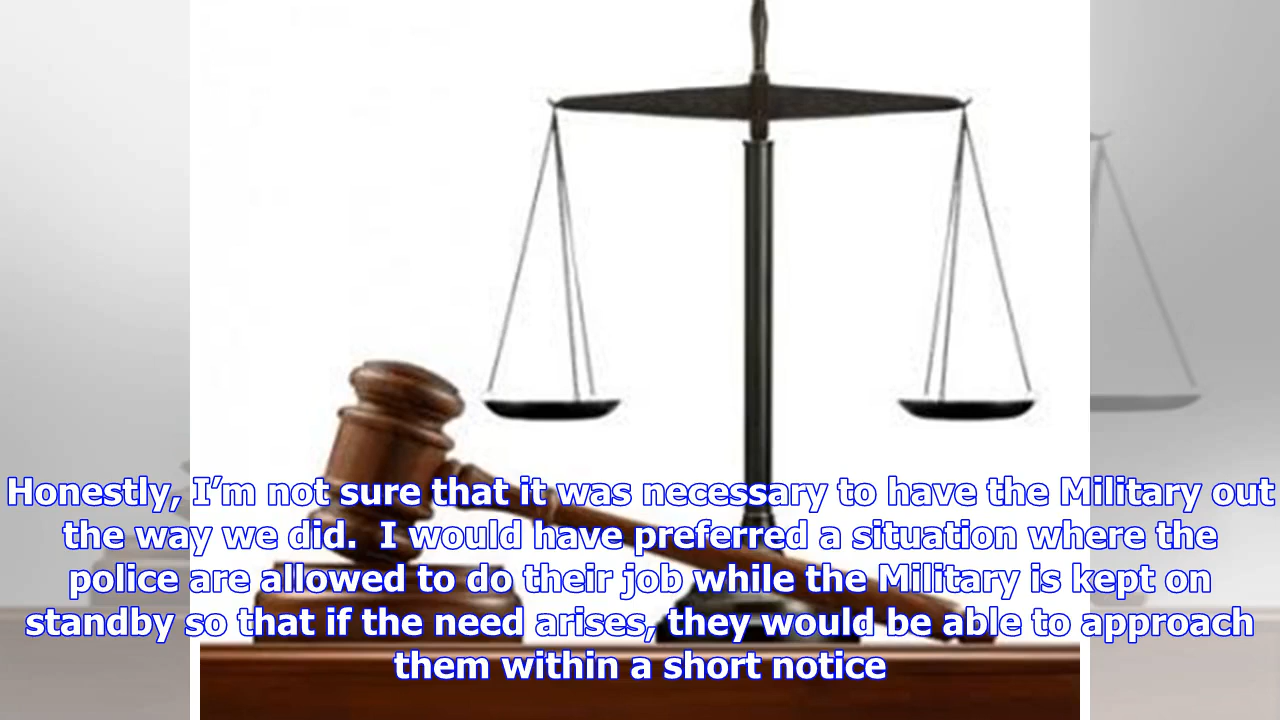 Honestly, I’m not sure that it was necessary to have the Military out
the way we did.  I would have preferred a situation where the
police are allowed to do their job while the Military is kept on
standby so that if the need arises, they would be able to approach
them within a short notice